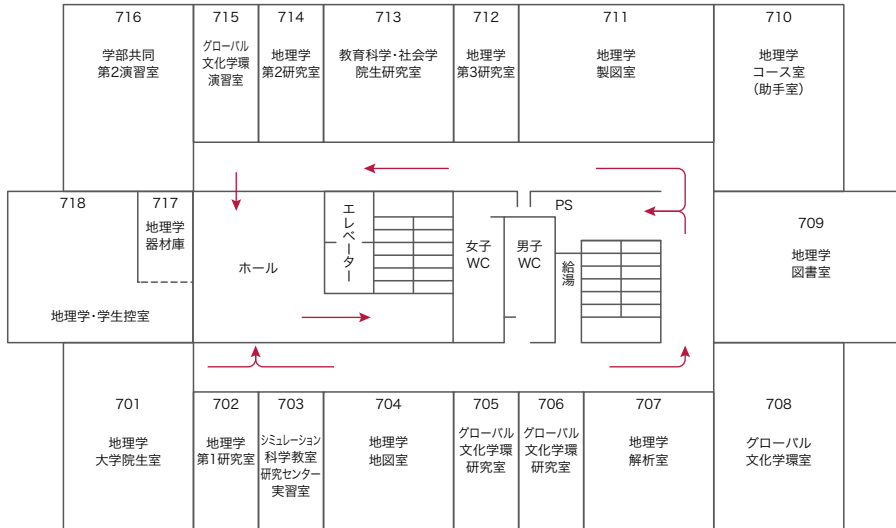 716
学部共同
第2演習室
715
グローバル
文化学環
演習室
714
地理学
第2研究室
713
教育科学・社会学
院生研究室
712
地理学
第3研究室
711
地理学
製図室
710
地理学
コース室
(助手室)
718
地理学・学生控室
717
地理学
器材庫
ホール
エレベーター
女子
WC
男子
WC
PS
給湯
709
地理学
図書室
701
地理学
大学院生室
702
地理学
第1研究室
703
シミュレーション
科学教室
研究センター
実習室
704
地理学
地図室
705
グローバル
文化学環
研究室
706
グローバル
文化学環
研究室
707
地理学
解析室
708
グローバル
文化学環室